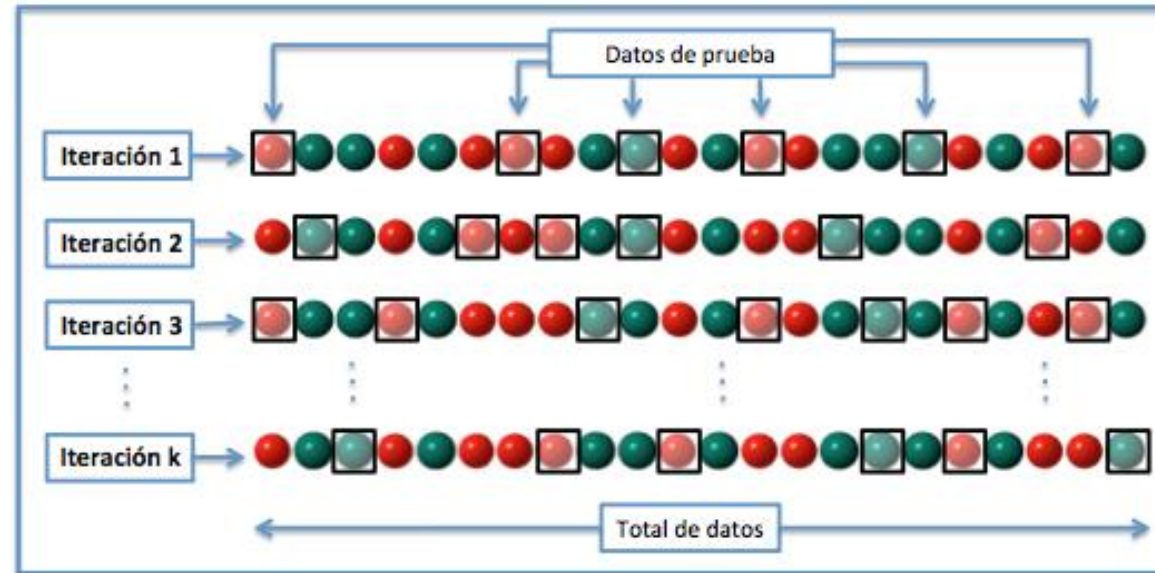 Datos de prueba
Iteración 1
Iteración 2
Iteración 3
Iteración k
Total de datos